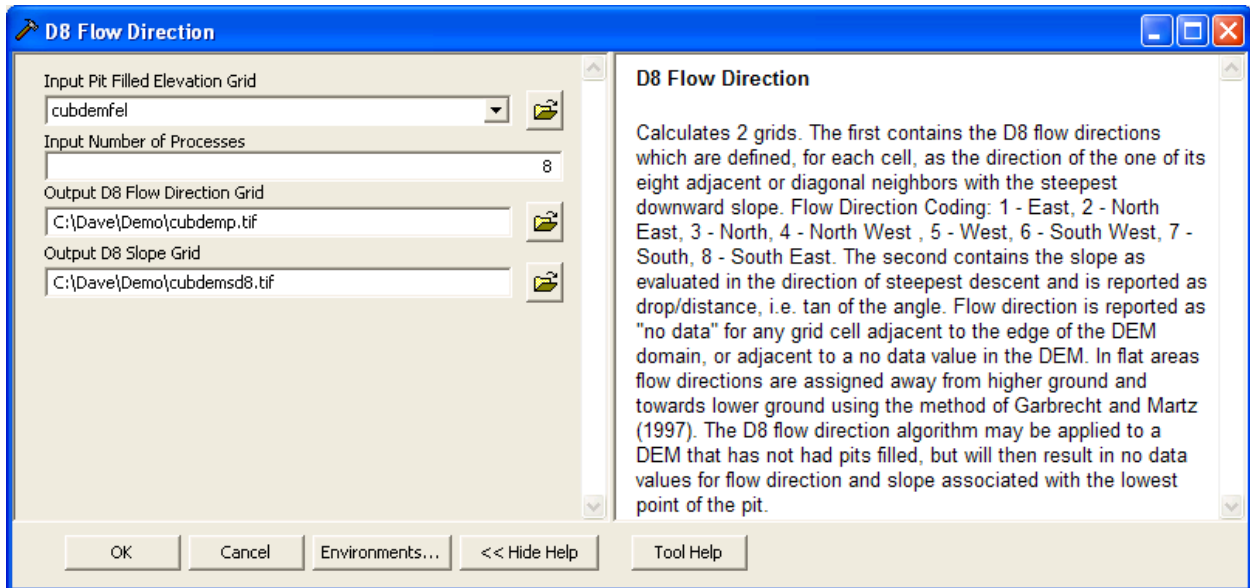 D8 Flow Direction
Input Pit Filled Elevation Grid
cubdemfel
Input Number of Processes
8
Output D8 Flow Direction Grid
C:\Dave\Demo\cubdemp.tif
Output D8 Slope Grid
C:\Dave\Demo\cubdemsd8.tif
D8 Flow Direction
Calculates 2 grids. The first contains the D8 flow directions
which are defined, for each cell, as the direction of the one of its
eight adjacent or diagonal neighbors with the steepest
downward slope. Flow Direction Coding: 1 - East, 2 - North
East, 3 - North, 4 - North West , 5 - West, 6 - South West, 7 -
South, 8 - South East. The second contains the slope as
evaluated in the direction of steepest descent and is reported as
drop/distance, i.e. tan of the angle. Flow direction is reported as
"no data" for any grid cell adjacent to the edge of the DEM
domain, or adjacent to a no data value in the DEM. In flat areas
flow directions are assigned away from higher ground and
towards lower ground using the method of Garbrecht and Martz
(1997). The D8 flow direction algorithm may be applied to a
DEM that has not had pits filled, but will then result in no data
values for flow direction and slope associated with the lowest
point of the pit.
OK Cancel Environments... << Hide Help Tool Help